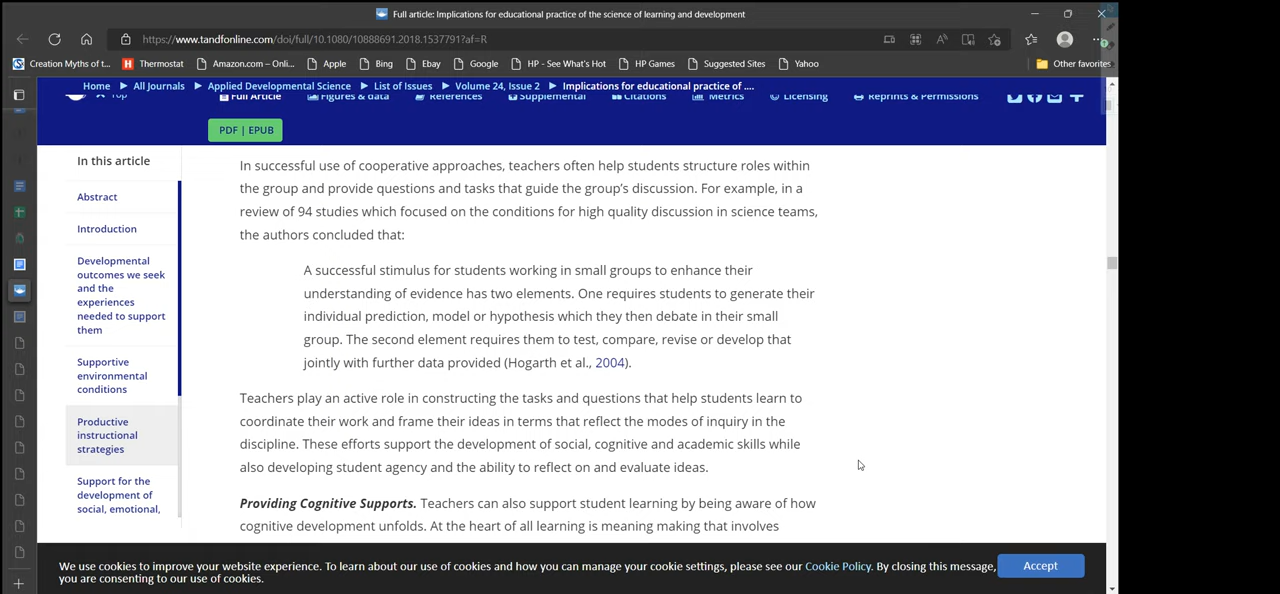 Full article: Implications for educational practice of the science of learning and development
https://www.tandfonline.com/doi/full/10.1080/10888691.2018.1537791?af=R
Creation Myths of t... Thermostat Amazon.com – Onli... Apple Bing Ebay Google HP - See What's Hot HP Games Suggested Sites Yahoo Other favorites
Home All Journals Applied Developmental Science List of Issues Volume 24, Issue 2 Implications for educational practice of ....
Top Full Article Figures & data References Supplemental Citations Metrics Licensing Reprints & Permissions
PDF | EPUB
In this article
Abstract
Introduction
Developmental
outcomes we seek
and the
experiences
needed to support
them
Supportive
environmental
conditions
Productive
instructional
strategies
Support for the
development of
social, emotional,
In successful use of cooperative approaches, teachers often help students structure roles within
the group and provide questions and tasks that guide the group's discussion. For example, in a
review of 94 studies which focused on the conditions for high quality discussion in science teams,
the authors concluded that:
A successful stimulus for students working in small groups to enhance their
understanding of evidence has two elements. One requires students to generate their
individual prediction, model or hypothesis which they then debate in their small
group. The second element requires them to test, compare, revise or develop that
jointly with further data provided (Hogarth et al., 2004).
Teachers play an active role in constructing the tasks and questions that help students learn to
coordinate their work and frame their ideas in terms that reflect the modes of inquiry in the
discipline. These efforts support the development of social, cognitive and academic skills while
also developing student agency and the ability to reflect on and evaluate ideas.
Providing Cognitive Supports. Teachers can also support student learning by being aware of how
cognitive development unfolds. At the heart of all learning is meaning making that involves
We use cookies to improve your website experience. To learn about our use of cookies and how you can manage your cookie settings, please see our Cookie Policy. By closing this message,
you are consenting to our use of cookies.
Accept